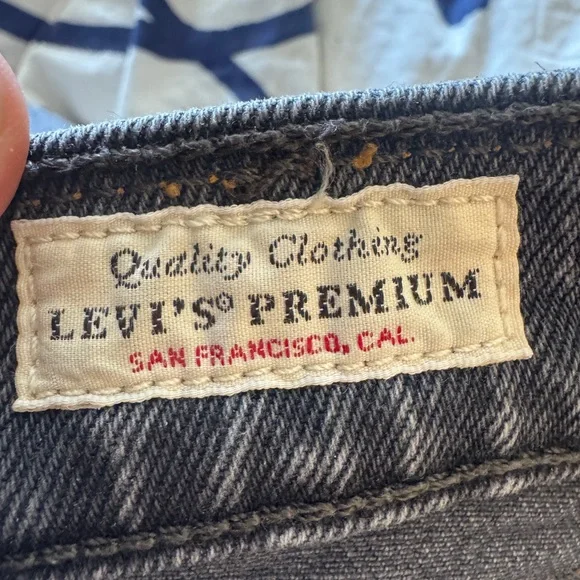 Quality Clothing
LEVI'S® PREMIUM
SAN FRANCISCO, CAL.